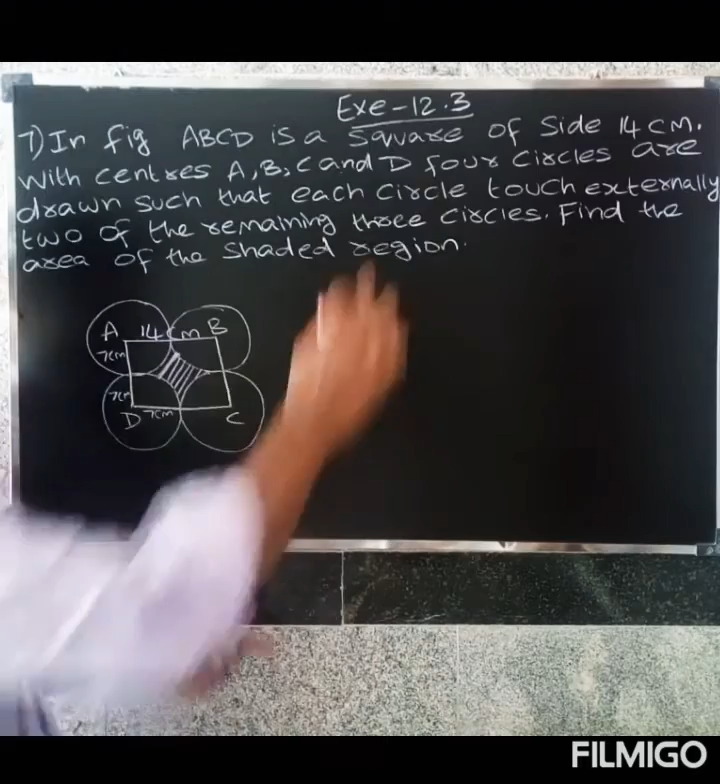 Exe-12.3
7) In fig ABCD is a square of side 14 cm.
with centres A, B, C and D four circles are
drawn such that each circle touch externally
two of the remaining three circles. Find the
area of the shaded region.
A 14 cm B
7cm
7cm
7cm
D C
FILMIGO